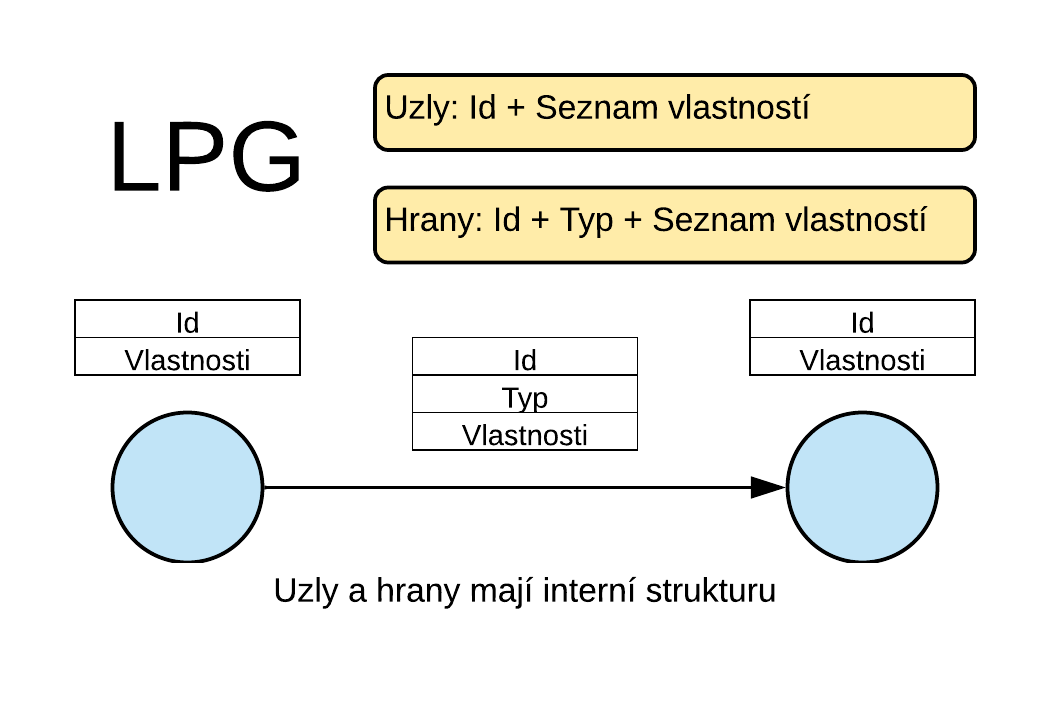 LPG
Uzly: Id + Seznam vlastností
Hrany: Id + Typ + Seznam vlastností
Id
Vlastnosti
Id
Typ
Vlastnosti
Id
Vlastnosti
Uzly a hrany mají interní strukturu